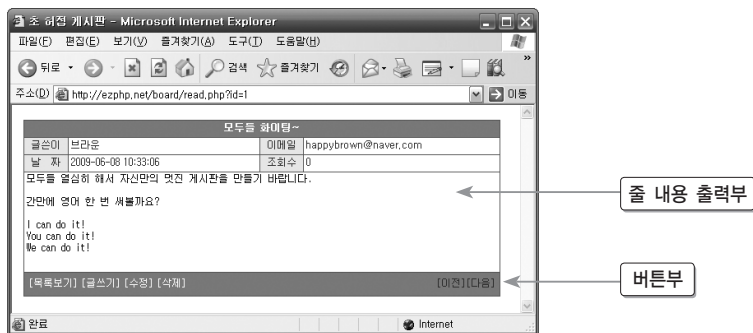 초 허접 게시판 - Microsoft Internet Explorer
파일(F) 편집(E) 보기(V) 즐겨찾기(A) 도구(T) 도움말(H)
뒤로 검색 즐겨찾기 »
주소(D) http://ezphp.net/board/read.php?id=1 이동
모두들 화이팅~
글쓴이 브라운 이메일 happybrown@naver.com
날 짜 2009-06-08 10:33:06 조회수 0
모두들 열심히 해서 자신만의 멋진 게시판을 만들기 바랍니다.
간만에 영어 한 번 써볼까요?
I can do it!
You can do it!
We can do it!
줄 내용 출력부
[목록보기] [글쓰기] [수정] [삭제] [이전][다음]
버튼부
완료 Internet